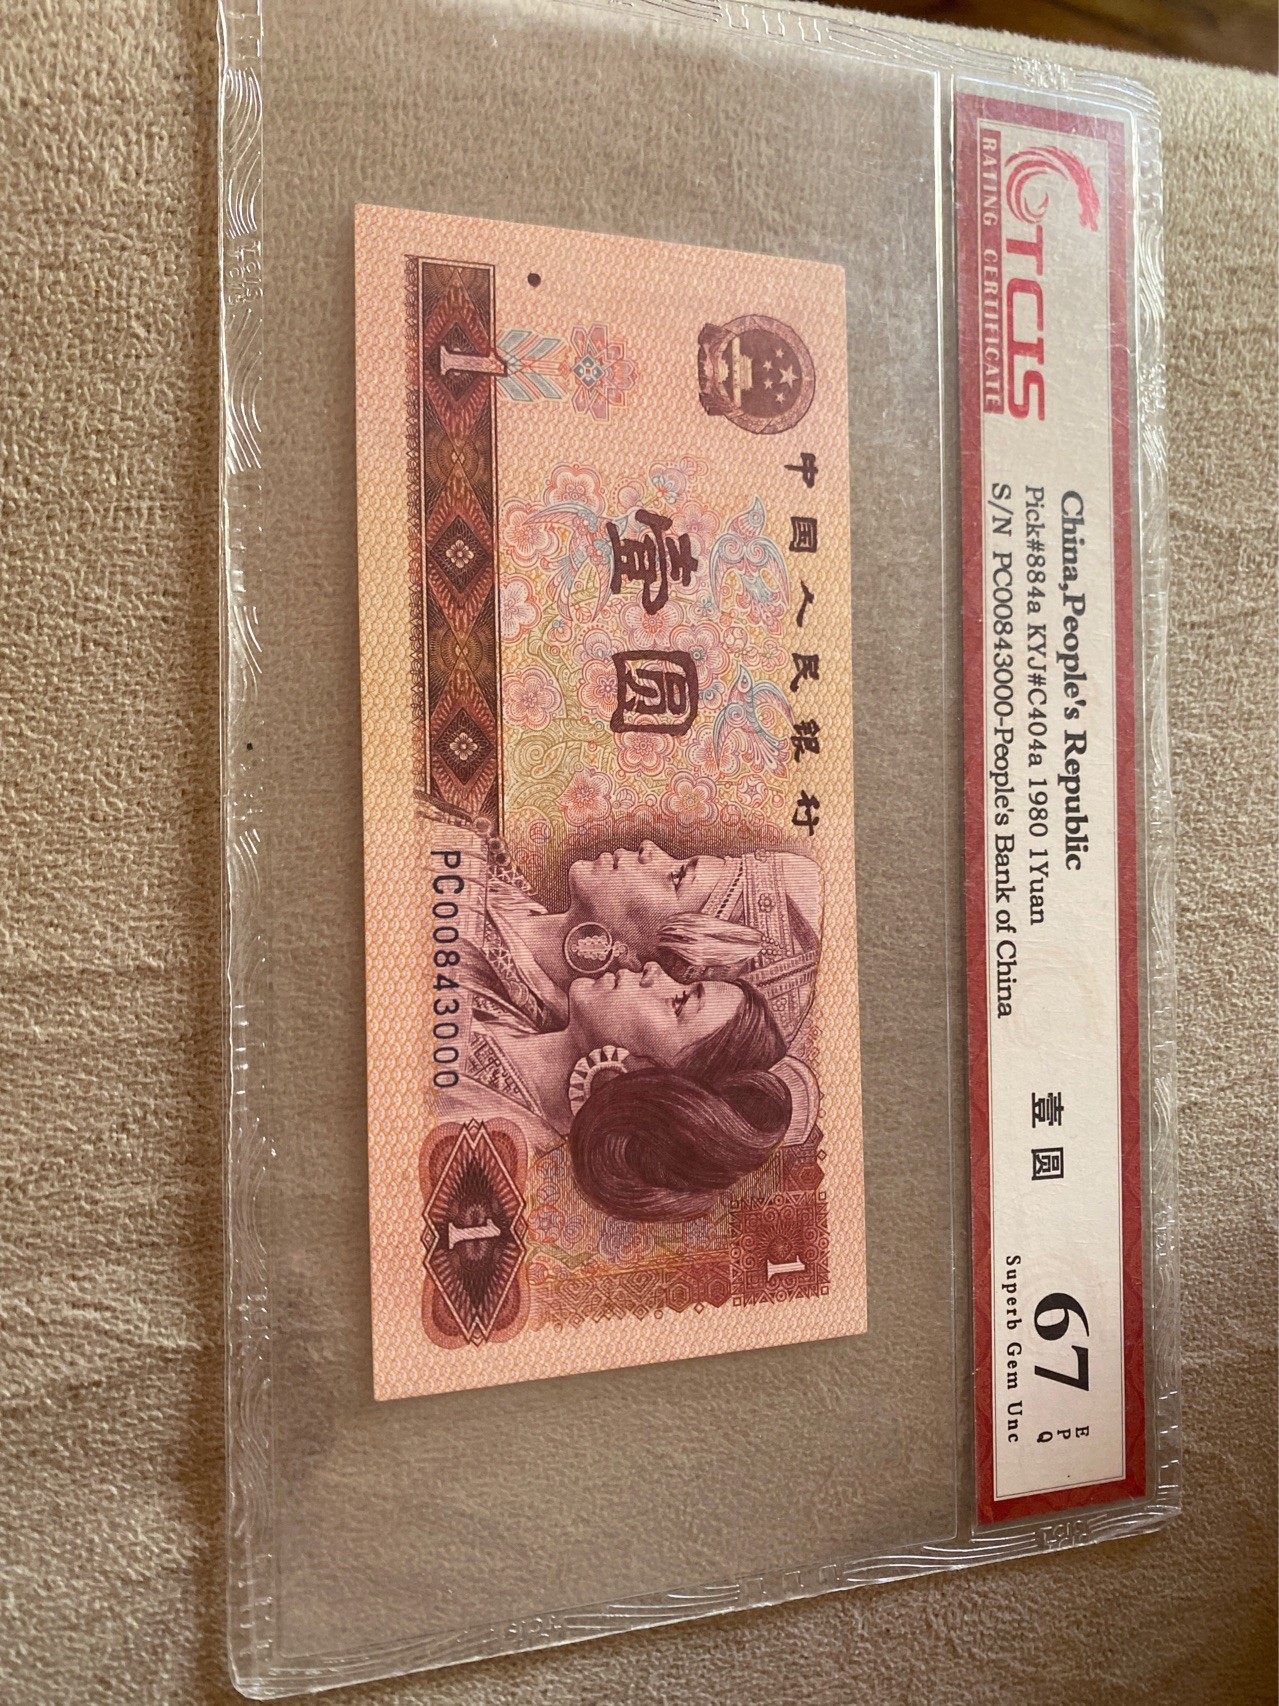 TCIS
RATING CERTIFICATE
China,People's Republic
Pick#884a KYJ#C404a 1980 1Yuan
S/N PC00843000-People's Bank of China
壹圆
67
EPQ
Superb Gem Unc
中国人民银行
壹圆
1
1
PC00843000
1